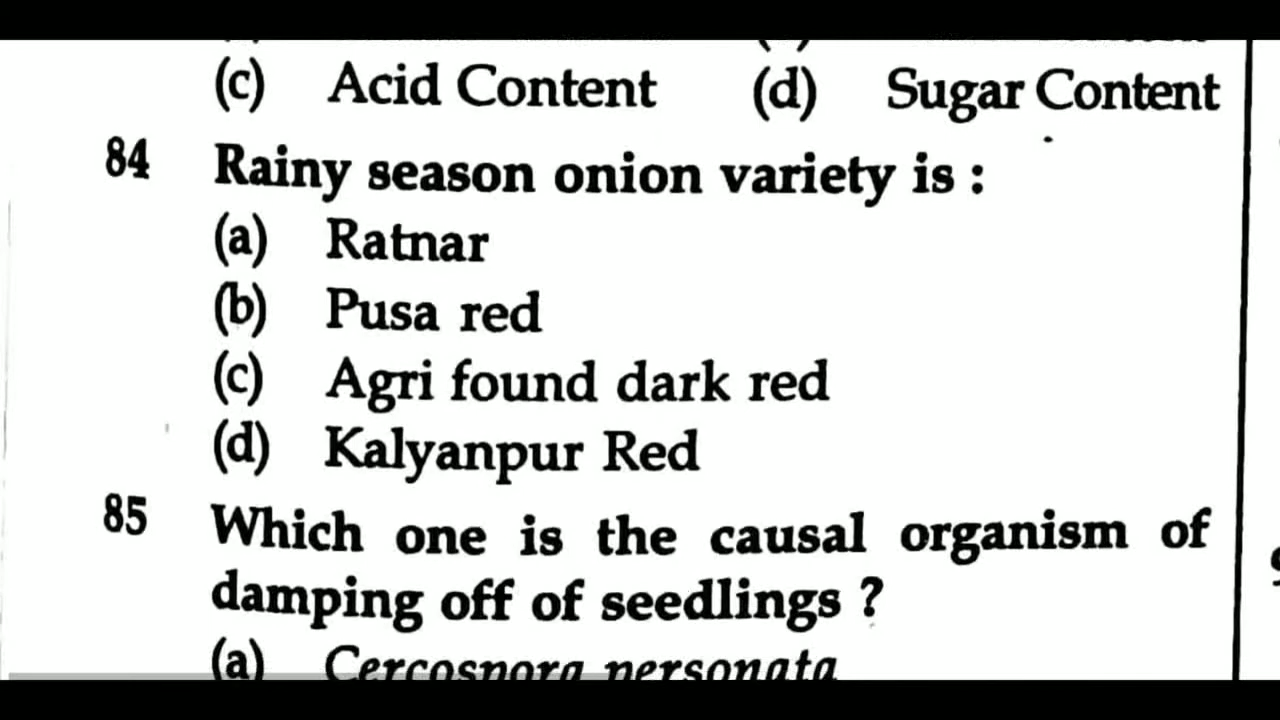 (c) Acid Content (d) Sugar Content
84 Rainy season onion variety is :
(a) Ratnar
(b) Pusa red
(c) Agri found dark red
(d) Kalyanpur Red
85 Which one is the causal organism of
damping off of seedlings ?
(a) Cercospora personata